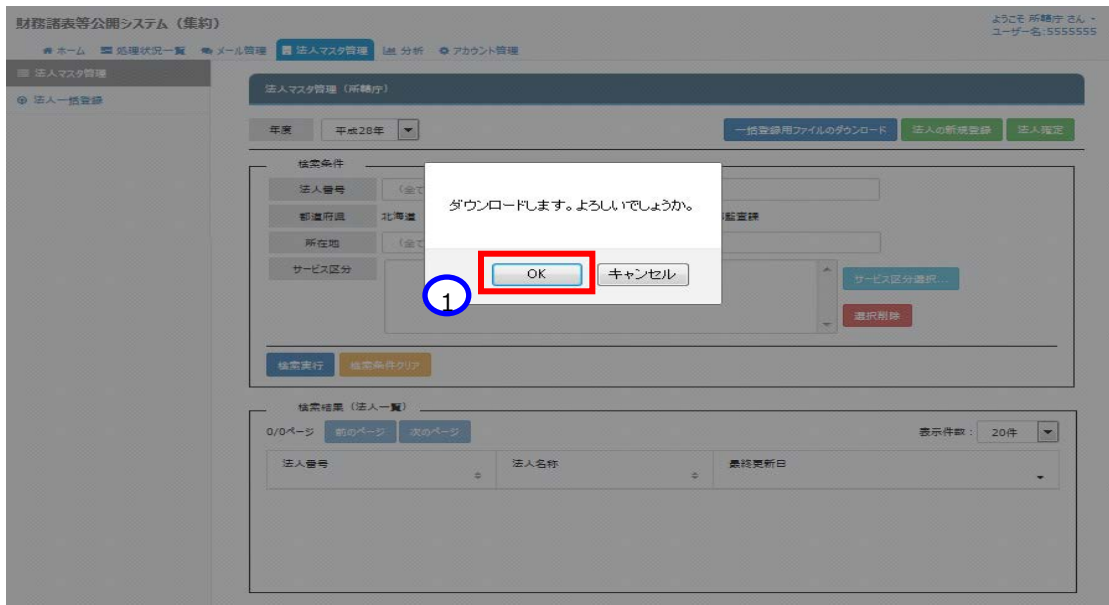 財務諸表等公開システム（集約）
ようこそ 所轄庁 さん
ユーザー名:5555555
ホーム 処理状況一覧 メール管理 法人マスタ管理 分析 アカウント管理
法人マスタ管理
法人一括登録
法人マスタ管理（所轄庁）
年度 平成28年 一括登録用ファイルのダウンロード 法人の新規登録 法人確定
検索条件
法人番号 （全て
都道府県 北海道 監査課
所在地 （全て
サービス区分 サービス区分選択...
選択削除
ダウンロードします。よろしいでしょうか。
OK キャンセル
1
検索実行 検索条件クリア
検索結果（法人一覧）
0/0ページ 前のページ 次のページ 表示件数： 20件
法人番号 法人名称 最終更新日